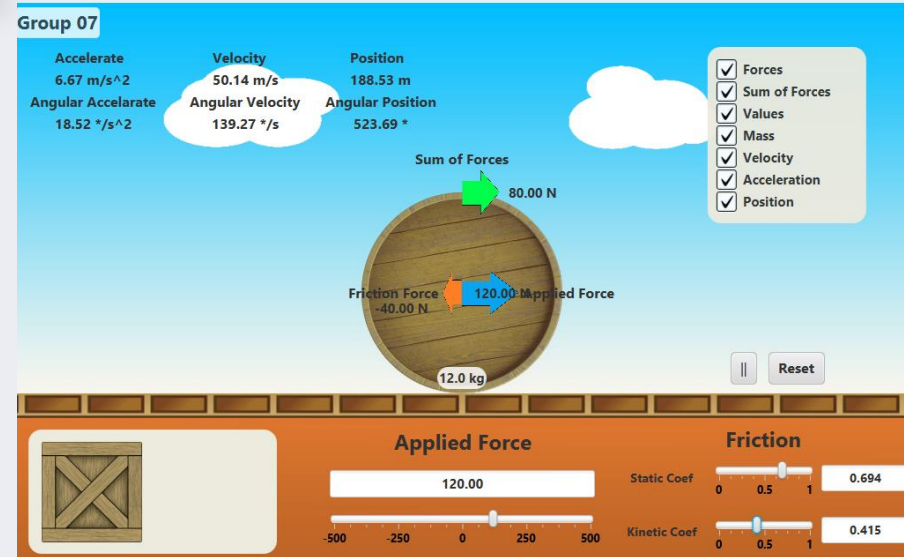 Group 07
Accelerate Velocity Position
6.67 m/s^2 50.14 m/s 188.53 m
Angular Accelarate Angular Velocity Angular Position
18.52 */s^2 139.27 */s 523.69 *
Forces
Sum of Forces
Values
Mass
Velocity
Acceleration
Position
Sum of Forces
80.00 N
Friction Force 120.00 N Applied Force
-40.00 N
12.0 kg
|| Reset
Applied Force
120.00
-500 -250 0 250 500
Friction
Static Coef 0.694
0 0.5 1
Kinetic Coef 0.415
0 0.5 1